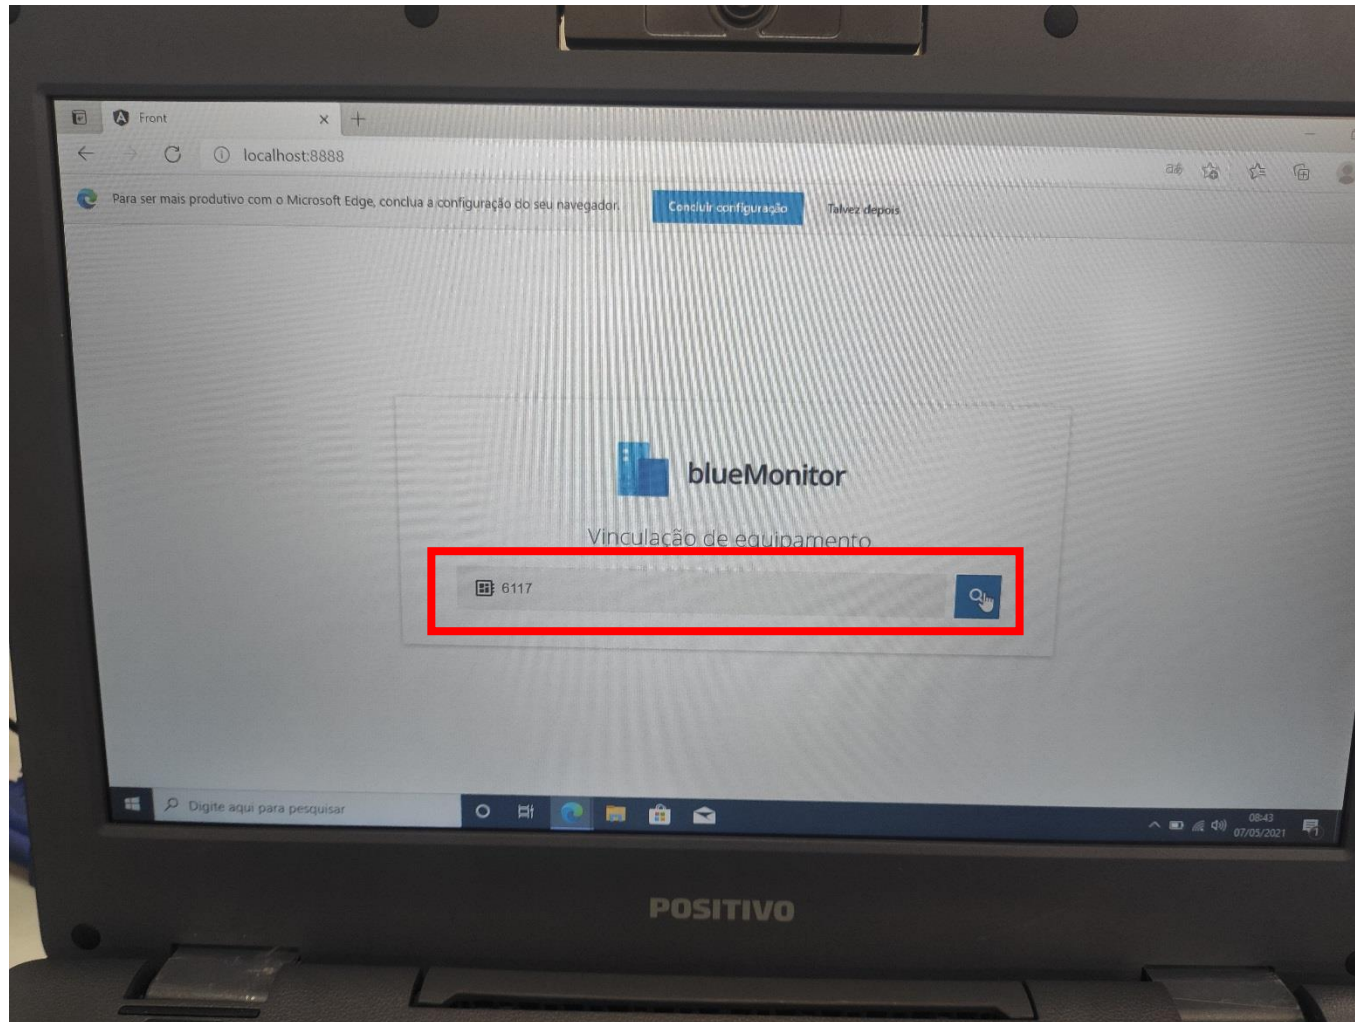 Front
localhost:8888
Para ser mais produtivo com o Microsoft Edge, conclua a configuração do seu navegador. Concluir configuração Talvez depois
blueMonitor
Vinculação de equipamento
6117
Digite aqui para pesquisar
08:43
07/05/2021
POSITIVO